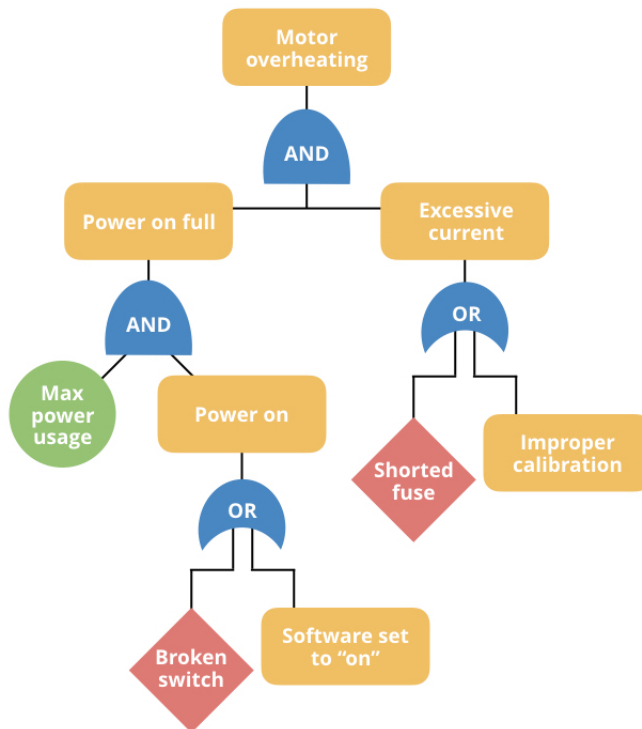 Motor
overheating
AND
Power on full
Excessive
current
AND
OR
Max
power
usage
Power on
Shorted
fuse
Improper
calibration
OR
Broken
switch
Software set
to “on”